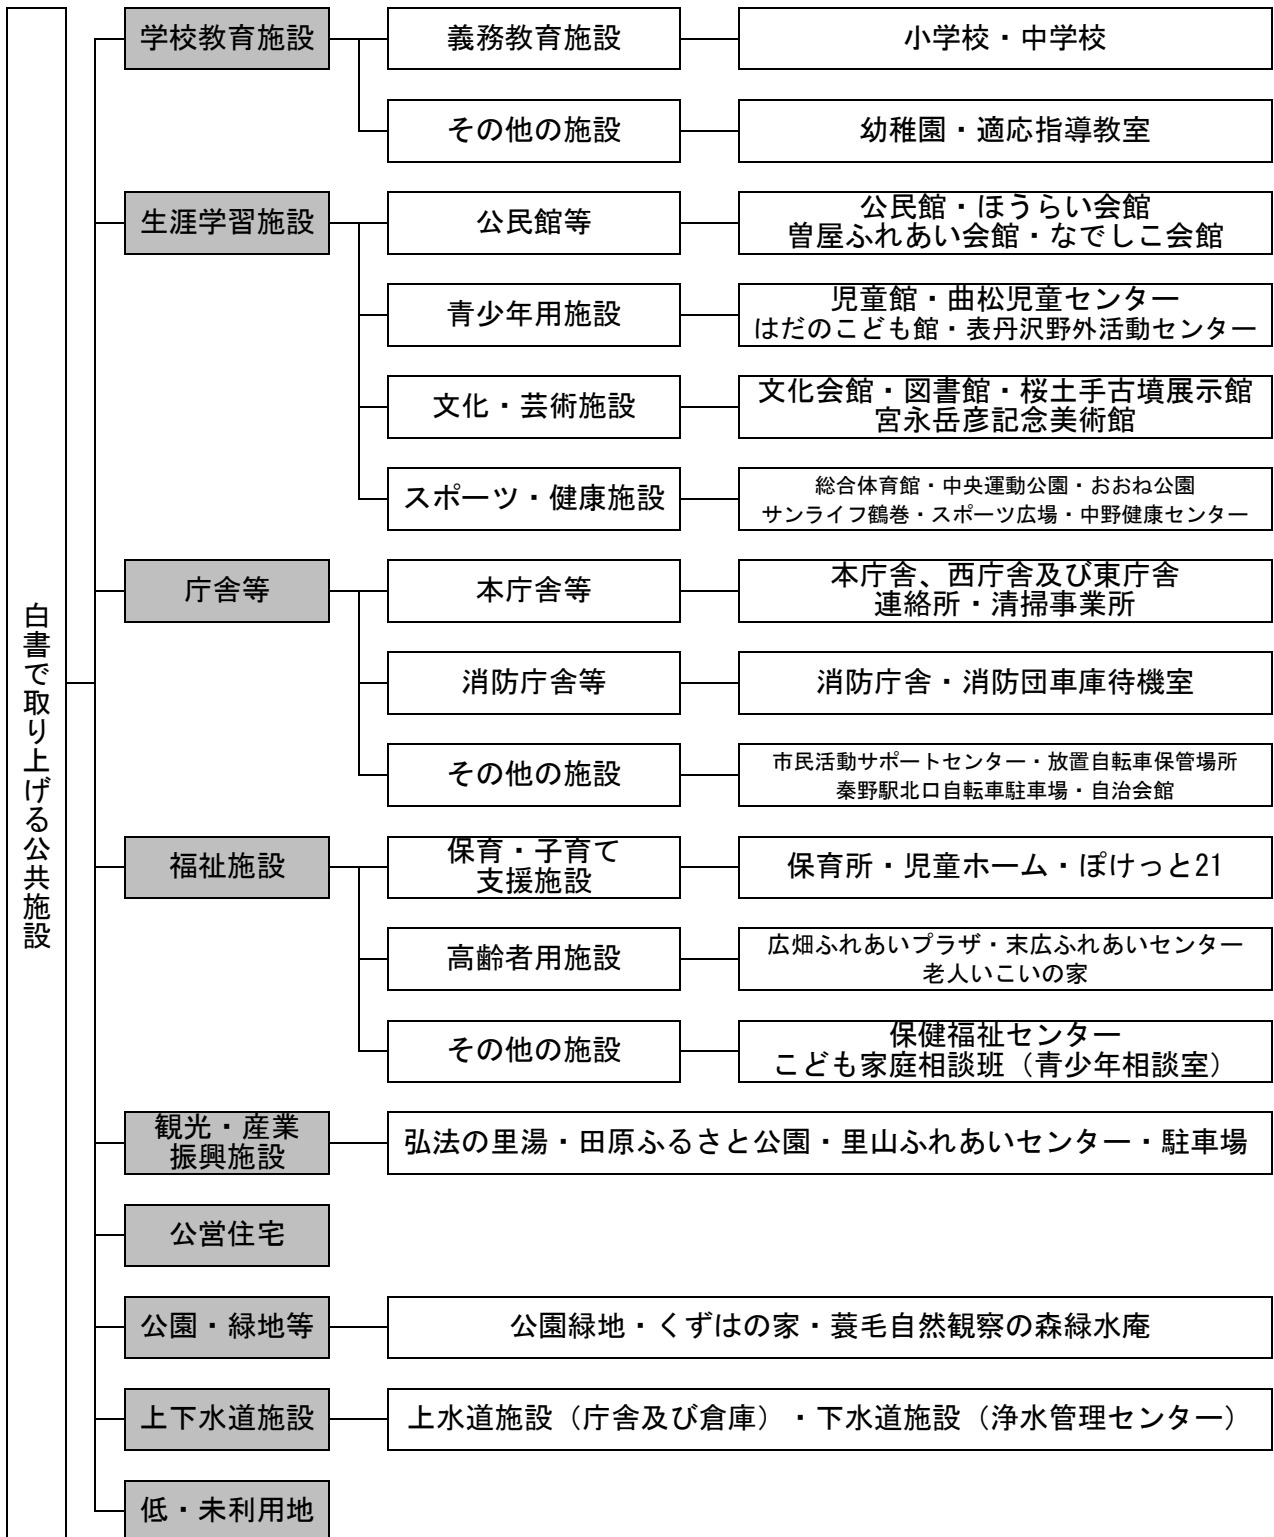 白書で取り上げる公共施設
学校教育施設
義務教育施設
小学校・中学校
その他の施設
幼稚園・適応指導教室
生涯学習施設
公民館等
公民館・ほうらい会館
曽屋ふれあい会館・なでしこ会館
青少年用施設
児童館・曲松児童センター
はだのこども館・表丹沢野外活動センター
文化・芸術施設
文化会館・図書館・桜土手古墳展示館
宮永岳彦記念美術館
スポーツ・健康施設
総合体育館・中央運動公園・おおね公園
サンライフ鶴巻・スポーツ広場・中野健康センター
庁舎等
本庁舎等
本庁舎、西庁舎及び東庁舎
連絡所・清掃事業所
消防庁舎等
消防庁舎・消防団車庫待機室
その他の施設
市民活動サポートセンター・放置自転車保管場所
秦野駅北口自転車駐車場・自治会館
福祉施設
保育・子育て
支援施設
保育所・児童ホーム・ぽけっと21
高齢者用施設
広畑ふれあいプラザ・末広ふれあいセンター
老人いこいの家
その他の施設
保健福祉センター
こども家庭相談班（青少年相談室）
観光・産業
振興施設
弘法の里湯・田原ふるさと公園・里山ふれあいセンター・駐車場
公営住宅
公園・緑地等
公園緑地・くずはの家・蓑毛自然観察の森緑水庵
上下水道施設
上水道施設（庁舎及び倉庫）・下水道施設（浄水管理センター）
低・未利用地